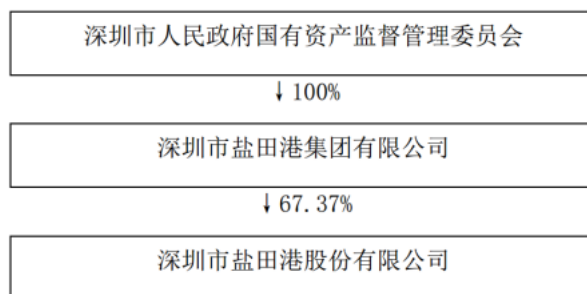 深圳市人民政府国有资产监督管理委员会
↓100%
深圳市盐田港集团有限公司
↓67.37%
深圳市盐田港股份有限公司